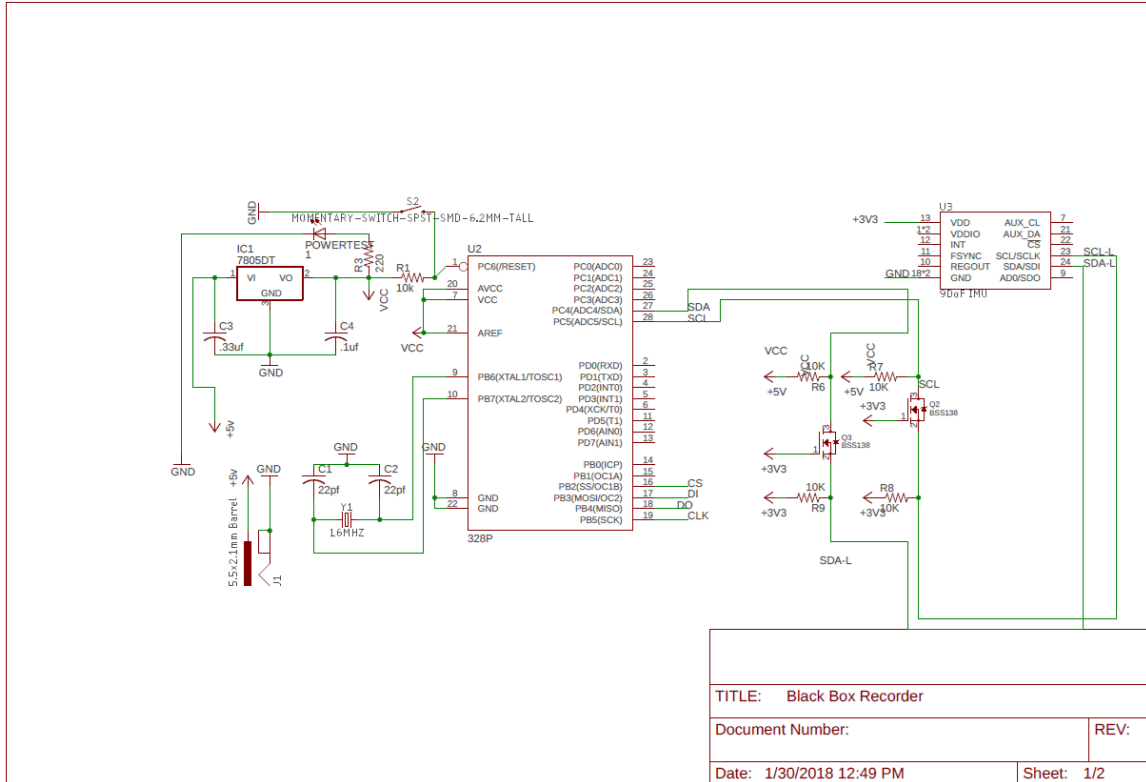 GND
S2
MOMENTARY-SWITCH-SPST-SMD-6.2MM-TALL
POWERTEST
1
R3
220
IC1
7805DT
1
VI
VO
2
GND
3
R1
10k
VCC
C3
.33uf
C4
.1uf
GND
+5v
GND
+5v
GND
5.5x2.1mm Barrel
J1
U2
1
PC6(/RESET)
20
AVCC
7
VCC
21
AREF
VCC
9
PB6(XTAL1/TOSC1)
10
PB7(XTAL2/TOSC2)
GND
8
GND
22
GND
328P
GND
C1
22pf
C2
22pf
Y1
16MHZ
PC0(ADC0)
23
PC1(ADC1)
24
PC2(ADC2)
25
PC3(ADC3)
26
PC4(ADC4/SDA)
27
SDA
PC5(ADC5/SCL)
28
SCL
PD0(RXD)
2
PD1(TXD)
3
PD2(INT0)
4
PD3(INT1)
5
PD4(XCK/T0)
6
PD5(T1)
11
PD6(AIN0)
12
PD7(AIN1)
13
PB0(ICP)
14
PB1(OC1A)
15
PB2(SS/OC1B)
16
CS
PB3(MOSI/OC2)
17
DI
PB4(MISO)
18
DO
PB5(SCK)
19
CLK
U3
+3V3
13
VDD
1*2
VDDIO
12
INT
11
FSYNC
10
REGOUT
GND
18*2
GND
AUX_CL
7
AUX_DA
21
CS
22
SCL/SCLK
23
SCL-L
SDA/SDI
24
SDA-L
AD0/SDO
9
9DoFIMU
VCC
+5V
VCC
10K
R6
VCC
+5V
R7
10K
SCL
+3V3
1
3
2
Q2
BSS138
+3V3
1
3
2
Q3
BSS138
+3V3
10K
R9
+3V3
R8
10K
SDA-L
TITLE: Black Box Recorder
Document Number:
REV:
Date: 1/30/2018 12:49 PM
Sheet: 1/2